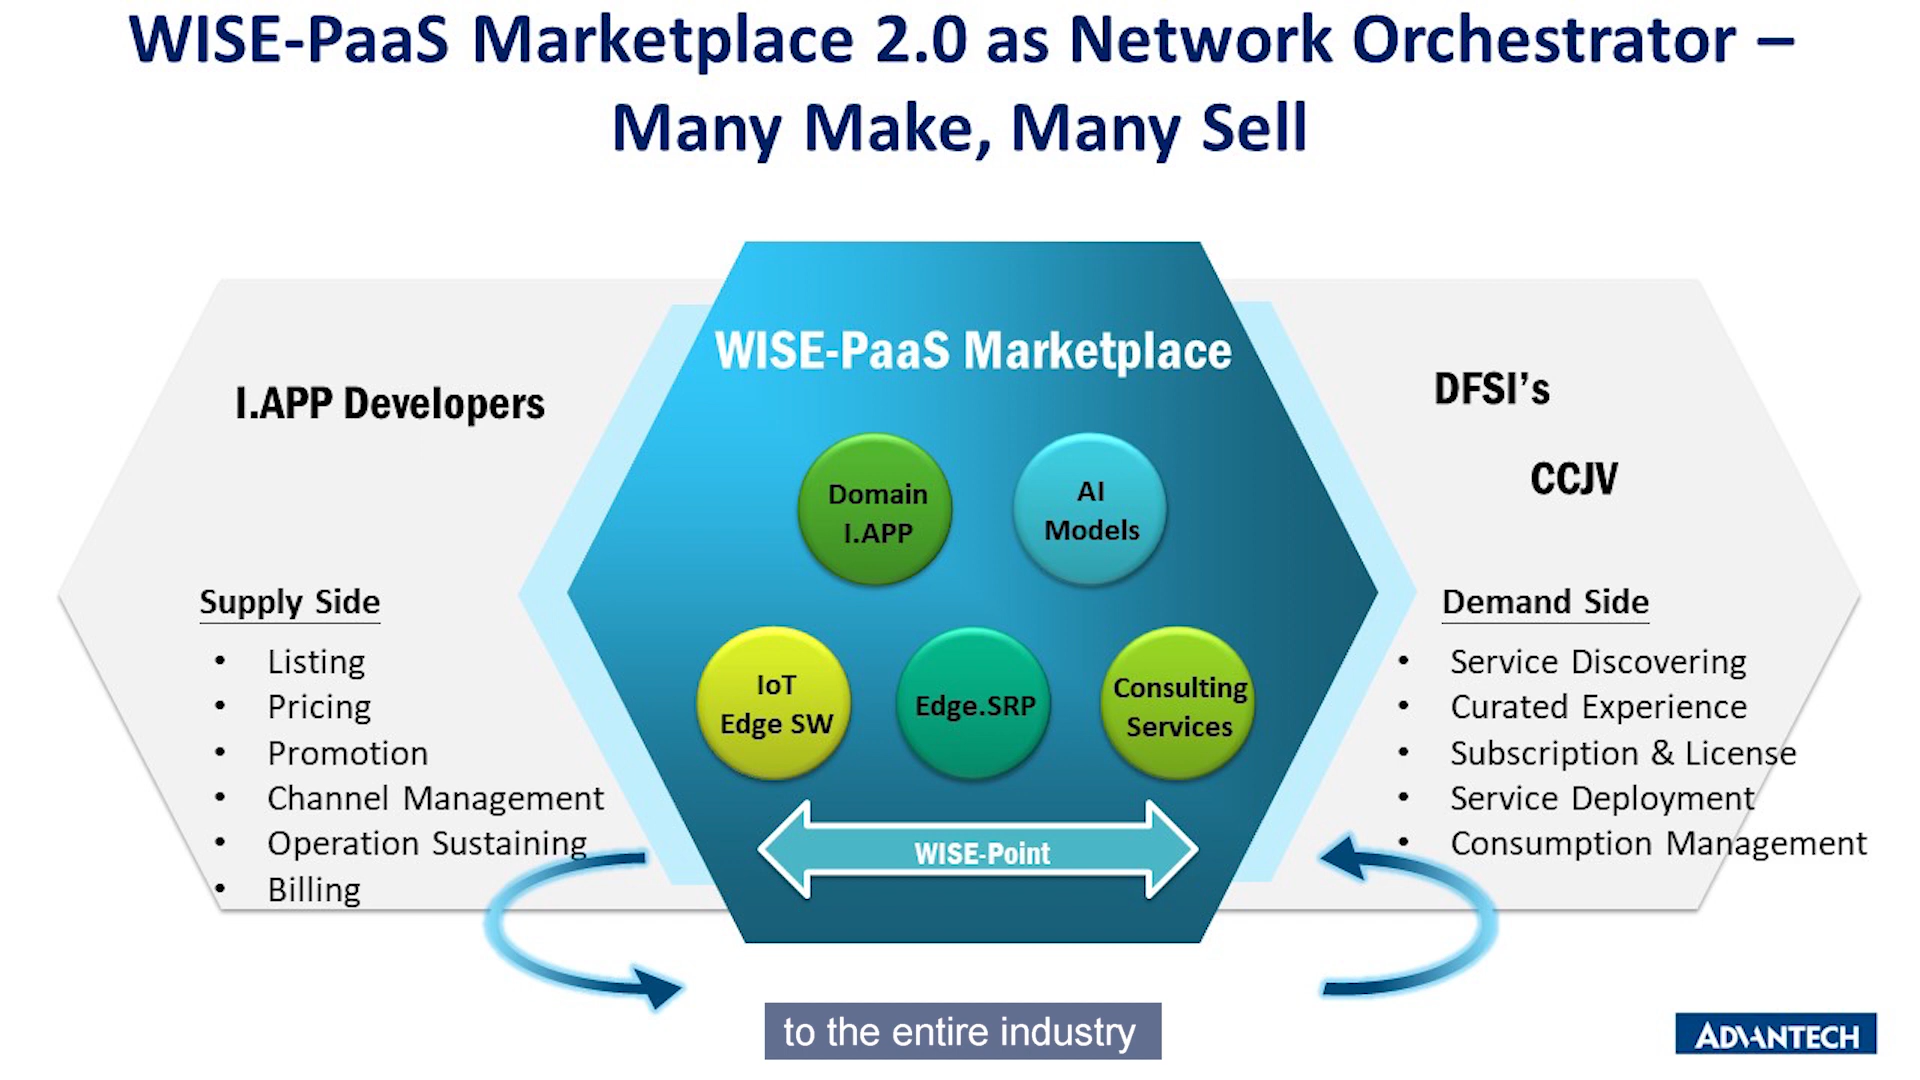 WISE-PaaS Marketplace 2.0 as Network Orchestrator –
Many Make, Many Sell
I.APP Developers
Supply Side
• Listing
• Pricing
• Promotion
• Channel Management
• Operation Sustaining
• Billing
WISE-PaaS Marketplace
Domain
I.APP
AI
Models
IoT
Edge SW
Edge.SRP
Consulting
Services
WISE-Point
DFSI's
CCJV
Demand Side
• Service Discovering
• Curated Experience
• Subscription & License
• Service Deployment
• Consumption Management
to the entire industry
ADVANTECH